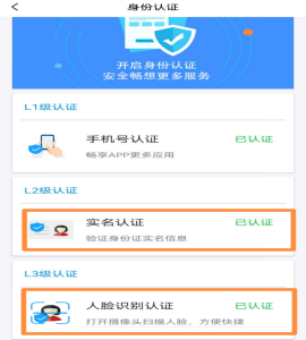 身份认证
开启身份认证
安全畅想更多服务
L1级认证
手机号认证 已认证
畅享APP更多应用
L2级认证
实名认证 已认证
验证身份证实名信息
L3级认证
人脸识别认证 已认证
打开摄像头扫描人脸，方便快捷